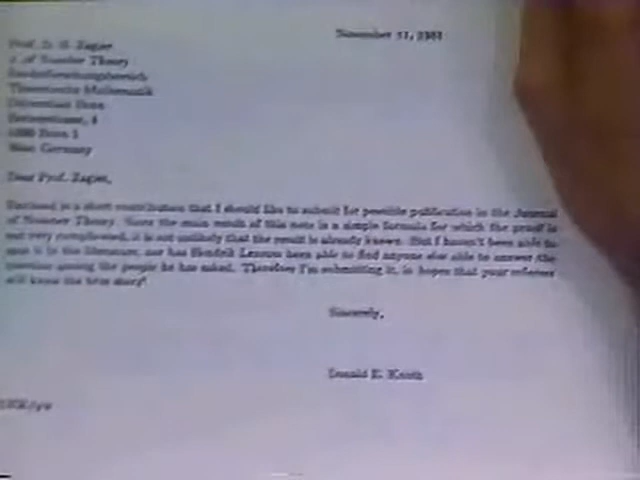 November 11, 1981
Prof. D. B. Zagier
J. of Number Theory
Sonderforschungsbereich
Theoretische Mathematik
Universitat Bonn
4
5300 Bonn 1
West Germany
Dear Prof. Zagier,
Enclosed is a short contribution that I should like to submit for possible publication in the Journal
of Number Theory. Since the main result of this note is a simple formula for which the proof is
not very complicated, it is not unlikely that the result is already known. But I haven't been able to
find it in the literature, nor has Hendrik Lenstra been able to find anyone else able to answer the
question among the people he has asked. Therefore I'm submitting it, in hopes that your referees
will know the true story!
Sincerely,
Donald E. Knuth
DEK/pw